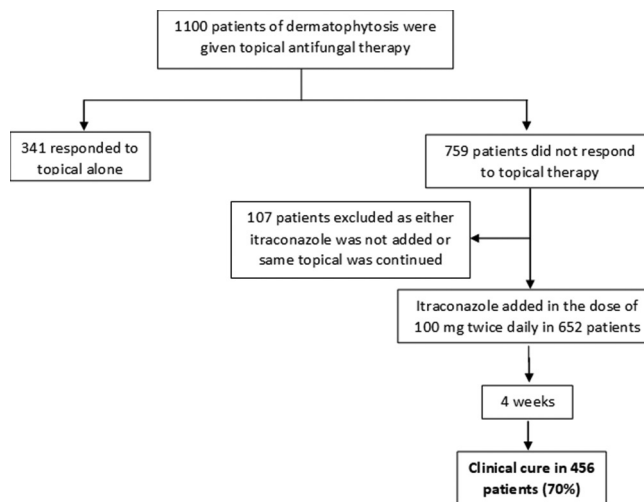 1100 patients of dermatophytosis were
given topical antifungal therapy
341 responded to
topical alone
759 patients did not respond
to topical therapy
107 patients excluded as either
itraconazole was not added or
same topical was continued
Itraconazole added in the dose of
100 mg twice daily in 652 patients
4 weeks
Clinical cure in 456
patients (70%)